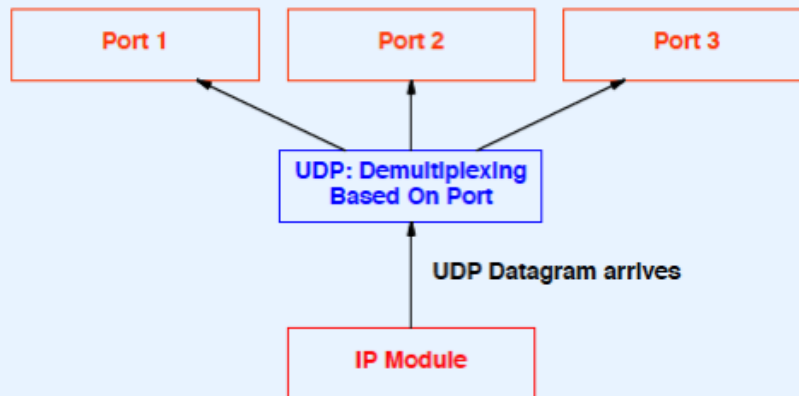 Port 1
Port 2
Port 3
UDP: Demultiplexing
Based On Port
UDP Datagram arrives
IP Module